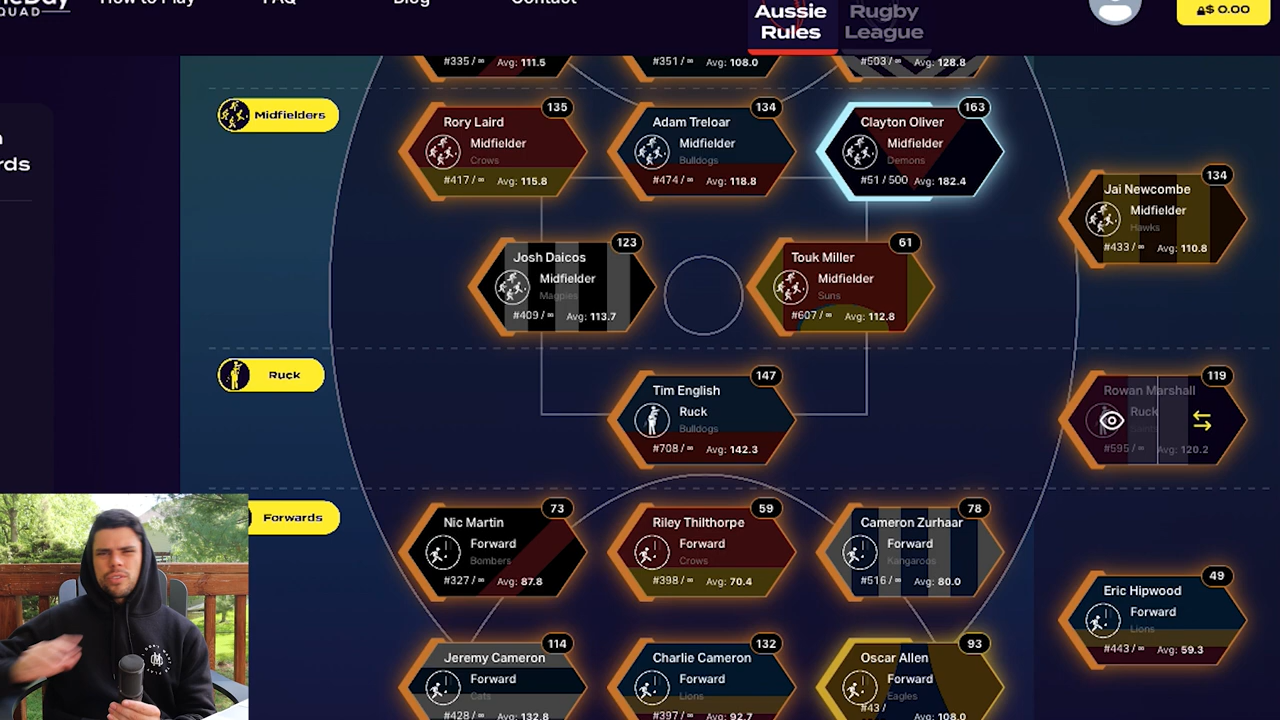 SQUAD
How to Play
FAQ
Blog
Contact
Aussie
Rules
Rugby
League
$ 0.00
rds
#335 / ∞ Avg: 111.5
#351 / ∞ Avg: 108.0
#503 / ∞ Avg: 128.8
Midfielders
135
Rory Laird
Midfielder
Crows
#417 / ∞ Avg: 115.8
134
Adam Treloar
Midfielder
Bulldogs
#474 / ∞ Avg: 118.8
163
Clayton Oliver
Midfielder
Demons
#51 / 500 Avg: 182.4
134
Jai Newcombe
Midfielder
Hawks
#433 / ∞ Avg: 110.8
123
Josh Daicos
Midfielder
Magpies
#409 / ∞ Avg: 113.7
61
Touk Miller
Midfielder
Suns
#607 / ∞ Avg: 112.8
Ruck
147
Tim English
Ruck
Bulldogs
#708 / ∞ Avg: 142.3
119
Rowan Marshall
Ruck
Saints
#595 / ∞ Avg: 120.2
Forwards
73
Nic Martin
Forward
Bombers
#327 / ∞ Avg: 87.8
59
Riley Thilthorpe
Forward
Crows
#398 / ∞ Avg: 70.4
78
Cameron Zurhaar
Forward
Kangaroos
#516 / ∞ Avg: 80.0
49
Eric Hipwood
Forward
Lions
#443 / ∞ Avg: 59.3
114
Jeremy Cameron
Forward
Cats
#428 / ∞ Avg: 132.8
132
Charlie Cameron
Forward
Lions
#397 / ∞ Avg: 92.7
93
Oscar Allen
Forward
Eagles
#43 /
Avg: 108.0